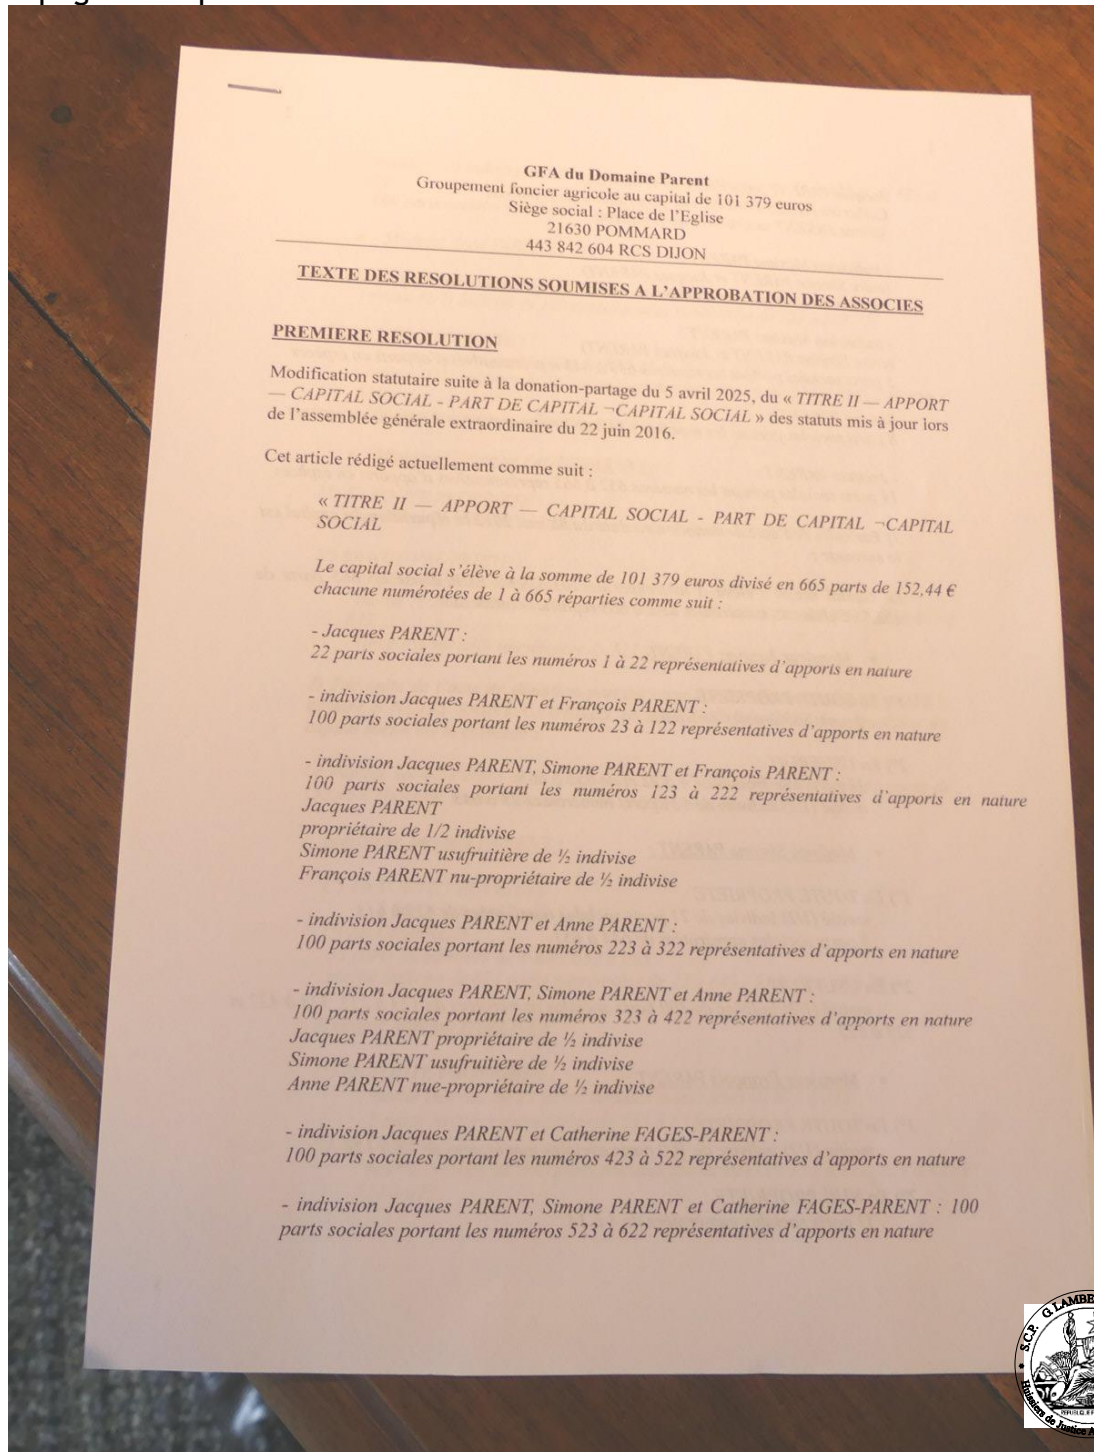 GFA du Domaine Parent
Groupement foncier agricole au capital de 101 379 euros
Siège social : Place de l'Eglise
21630 POMMARD
443 842 604 RCS DIJON
TEXTE DES RESOLUTIONS SOUMISES A L'APPROBATION DES ASSOCIES
PREMIERE RESOLUTION
Modification statutaire suite à la donation-partage du 5 avril 2025, du « TITRE II — APPORT
— CAPITAL SOCIAL - PART DE CAPITAL ¬CAPITAL SOCIAL » des statuts mis à jour lors
de l'assemblée générale extraordinaire du 22 juin 2016.
Cet article rédigé actuellement comme suit :
« TITRE II — APPORT — CAPITAL SOCIAL - PART DE CAPITAL ¬CAPITAL
SOCIAL
Le capital social s'élève à la somme de 101 379 euros divisé en 665 parts de 152,44 €
chacune numérotées de 1 à 665 réparties comme suit :
- Jacques PARENT :
22 parts sociales portant les numéros 1 à 22 représentatives d'apports en nature
- indivision Jacques PARENT et François PARENT :
100 parts sociales portant les numéros 23 à 122 représentatives d'apports en nature
- indivision Jacques PARENT, Simone PARENT et François PARENT :
100 parts sociales portant les numéros 123 à 222 représentatives d'apports en nature
Jacques PARENT
propriétaire de 1/2 indivise
Simone PARENT usufruitière de ½ indivise
François PARENT nu-propriétaire de ½ indivise
- indivision Jacques PARENT et Anne PARENT :
100 parts sociales portant les numéros 223 à 322 représentatives d'apports en nature
- indivision Jacques PARENT, Simone PARENT et Anne PARENT :
100 parts sociales portant les numéros 323 à 422 représentatives d'apports en nature
Jacques PARENT propriétaire de ½ indivise
Simone PARENT usufruitière de ½ indivise
Anne PARENT nue-propriétaire de ½ indivise
- indivision Jacques PARENT et Catherine FAGES-PARENT :
100 parts sociales portant les numéros 423 à 522 représentatives d'apports en nature
- indivision Jacques PARENT, Simone PARENT et Catherine FAGES-PARENT : 100
parts sociales portant les numéros 523 à 622 représentatives d'apports en nature
S.C.P. G LAMBE
Huissiers de Justice A